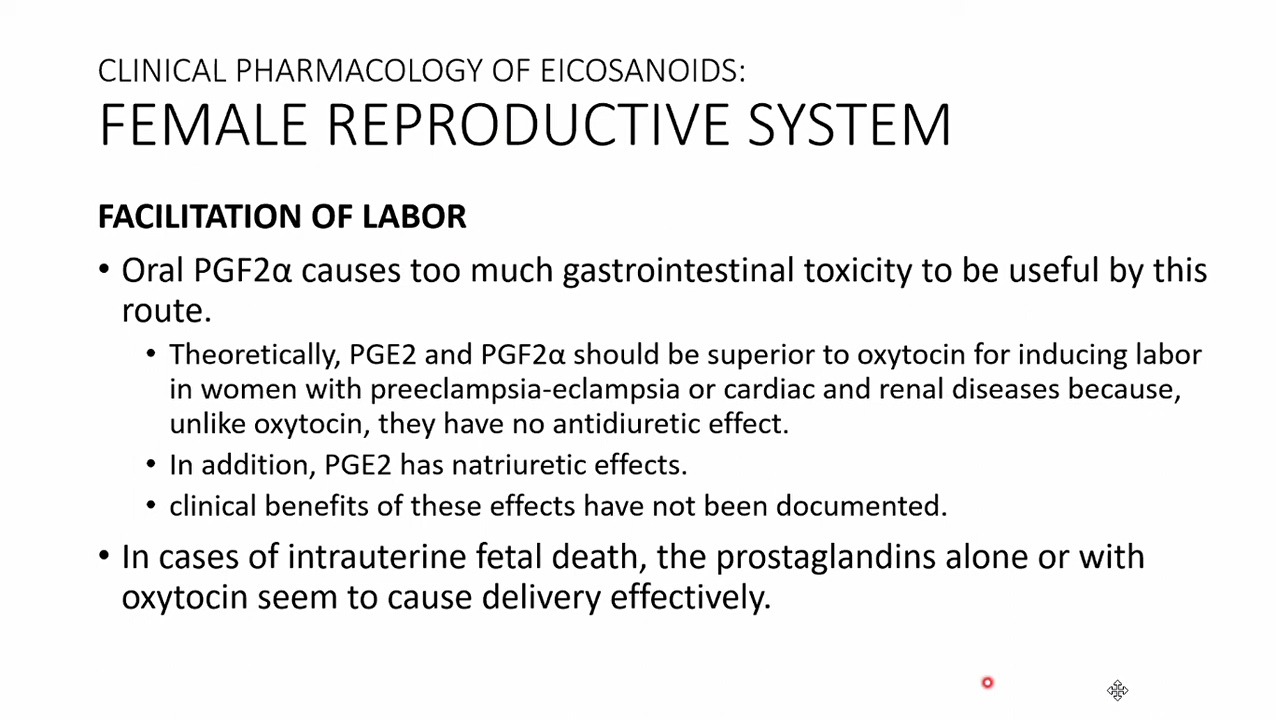 CLINICAL PHARMACOLOGY OF EICOSANOIDS:
FEMALE REPRODUCTIVE SYSTEM
FACILITATION OF LABOR
• Oral PGF2α causes too much gastrointestinal toxicity to be useful by this
route.
• Theoretically, PGE2 and PGF2α should be superior to oxytocin for inducing labor
in women with preeclampsia-eclampsia or cardiac and renal diseases because,
unlike oxytocin, they have no antidiuretic effect.
• In addition, PGE2 has natriuretic effects.
• clinical benefits of these effects have not been documented.
• In cases of intrauterine fetal death, the prostaglandins alone or with
oxytocin seem to cause delivery effectively.